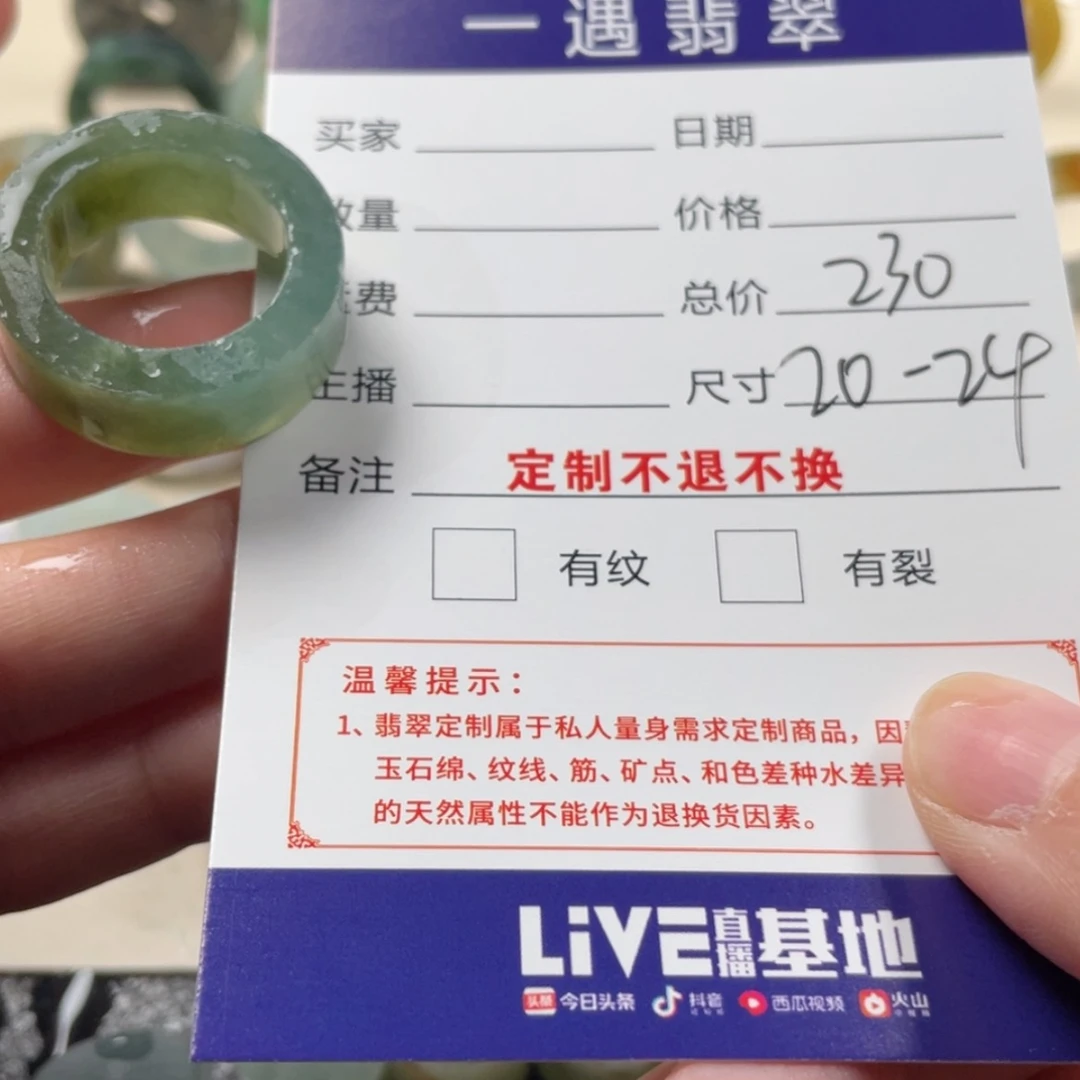 一遇翡翠
买家 日期
数量 价格
费 总价 230
主播 尺寸 20-24
备注 定制不退不换
有纹 有裂
温馨提示：
1、翡翠定制属于私人量身需求定制商品，因
玉石绵、纹线、筋、矿点、和色差种水差异
的天然属性不能作为退换货因素。
LiVE直播基地
头条 今日头条 抖音 西瓜视频 火山